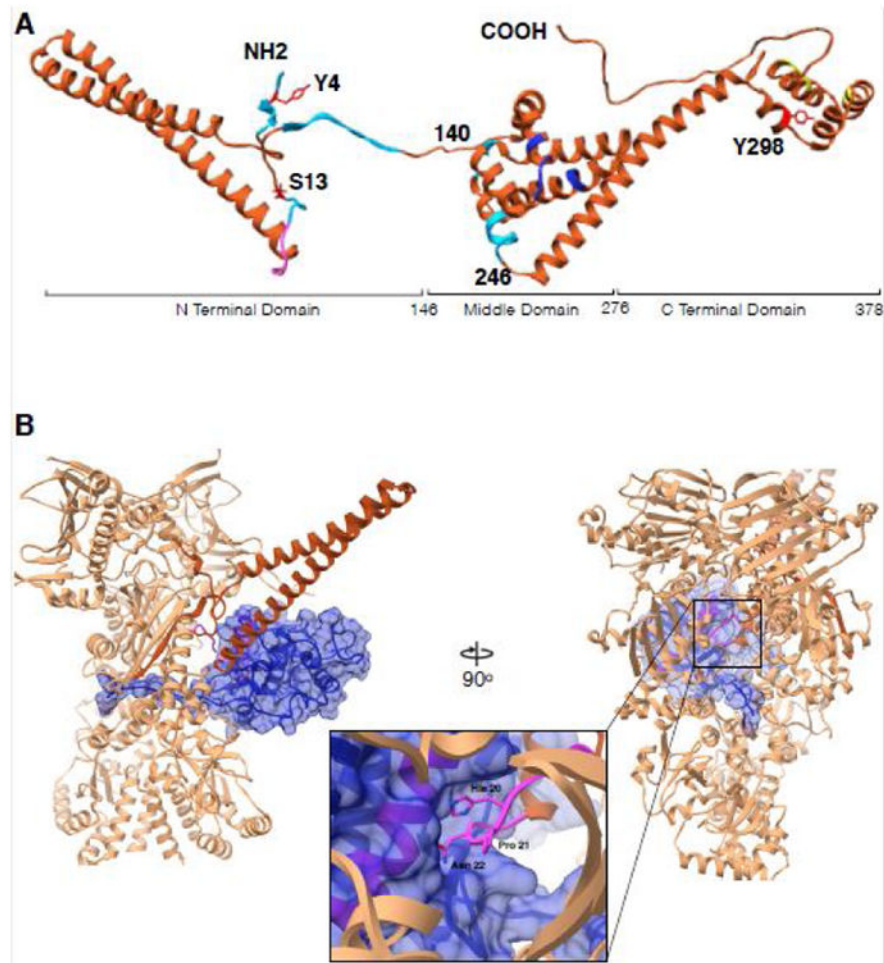 A
NH2
Y4
COOH
140
Y298
S13
246
N Terminal Domain
146
Middle Domain
276
C Terminal Domain
378
B
90°
His 20
Pro 21
Asn 22